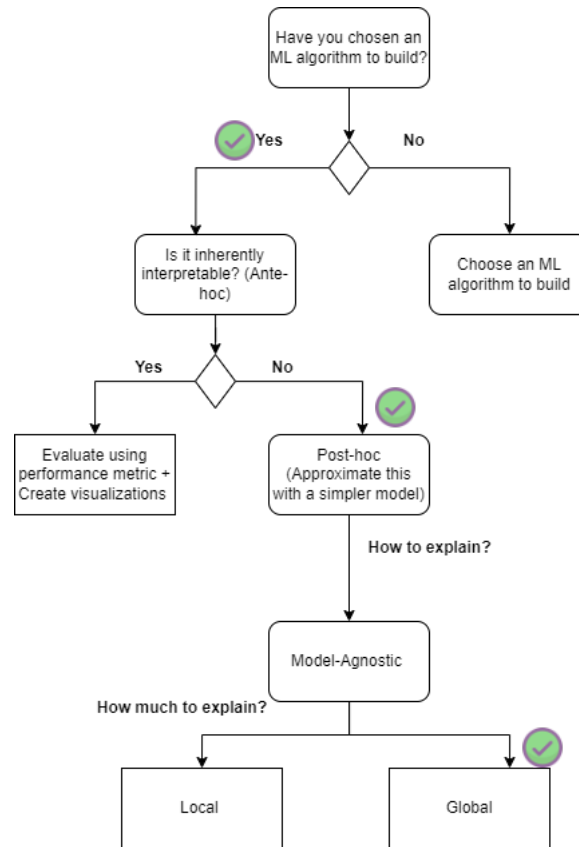 Have you chosen an
ML algorithm to build?
Yes
No
Is it inherently
interpretable? (Ante-
hoc)
Choose an ML
algorithm to build
Yes
No
Evaluate using
performance metric +
Create visualizations
Post-hoc
(Approximate this
with a simpler model)
How to explain?
Model-Agnostic
How much to explain?
Local
Global